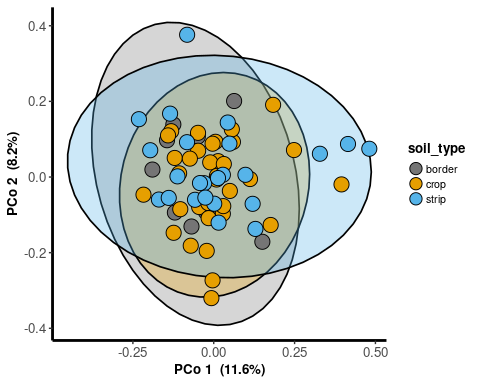 0.4
0.2
0.0
-0.2
-0.4
PCo 2 (8.2%)
-0.25 0.00 0.25 0.50
PCo 1 (11.6%)
soil_type
border
crop
strip